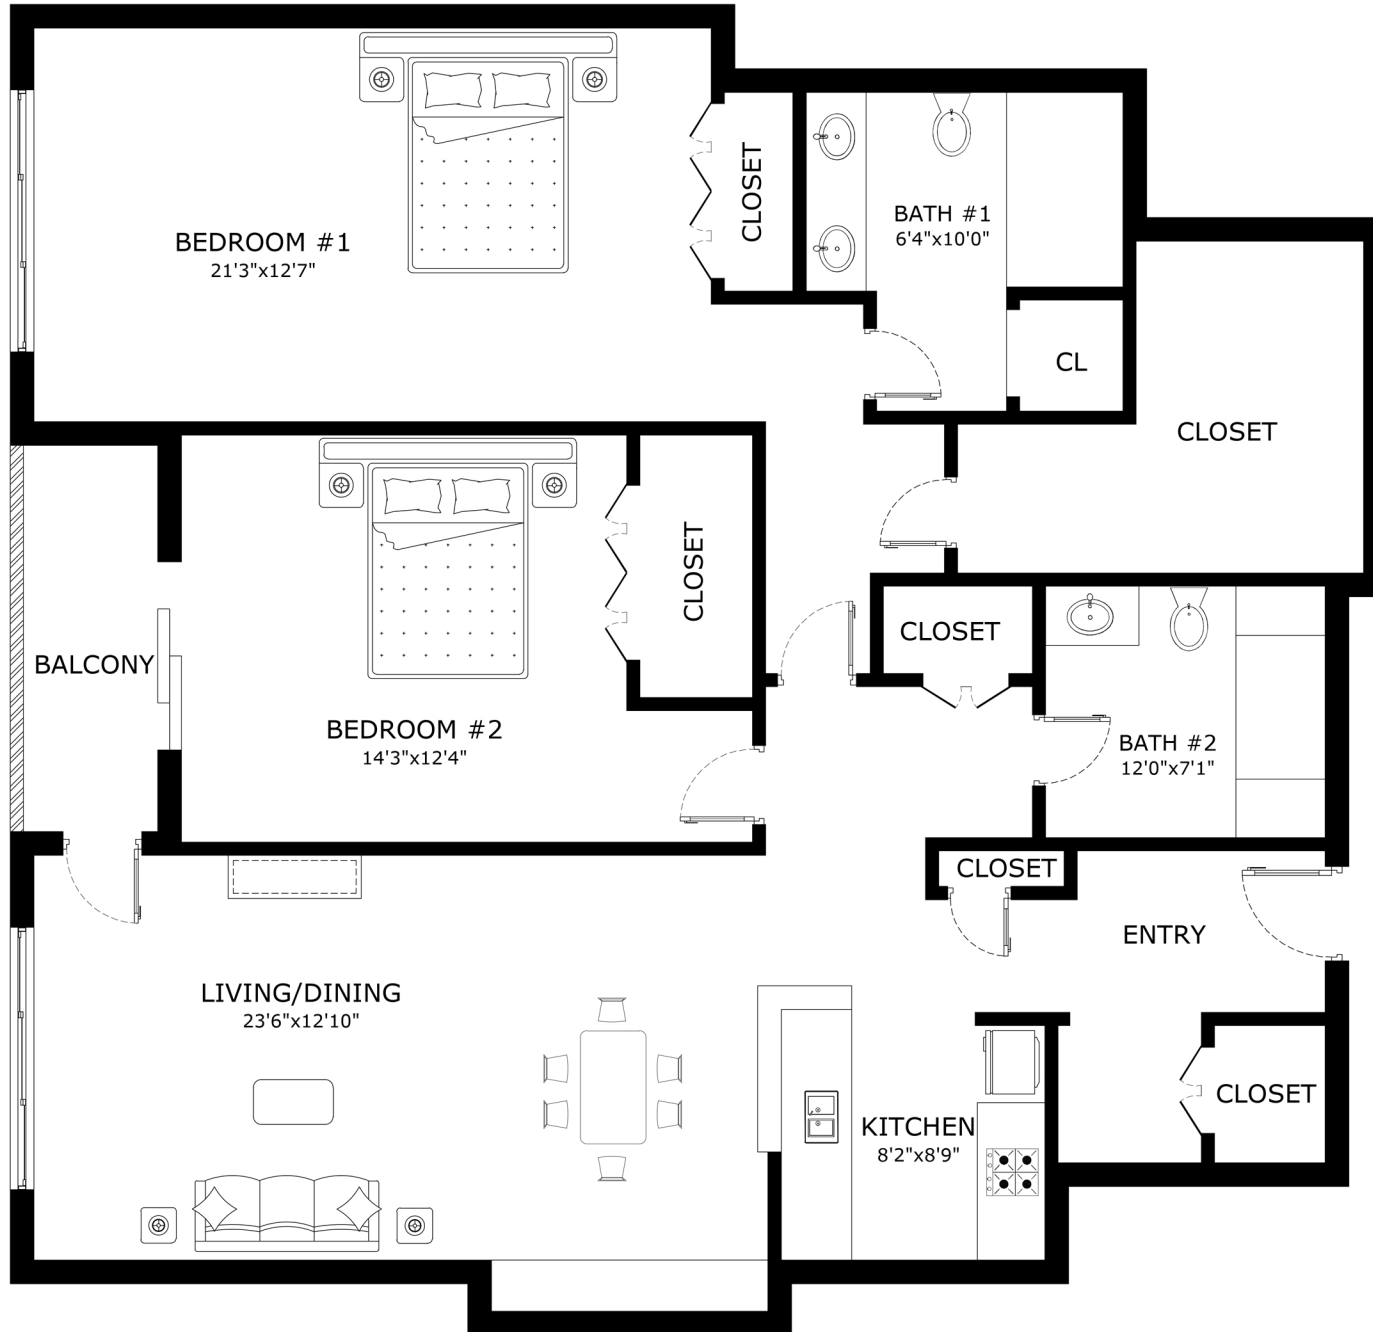 CLOSET
BATH #1
6'4"x10'0"
BEDROOM #1
21'3"x12'7"
CL
CLOSET
CLOSET
CLOSET
BALCONY
BEDROOM #2
14'3"x12'4"
BATH #2
12'0"x7'1"
CLOSET
ENTRY
LIVING/DINING
23'6"x12'10"
CLOSET
KITCHEN
8'2"x8'9"